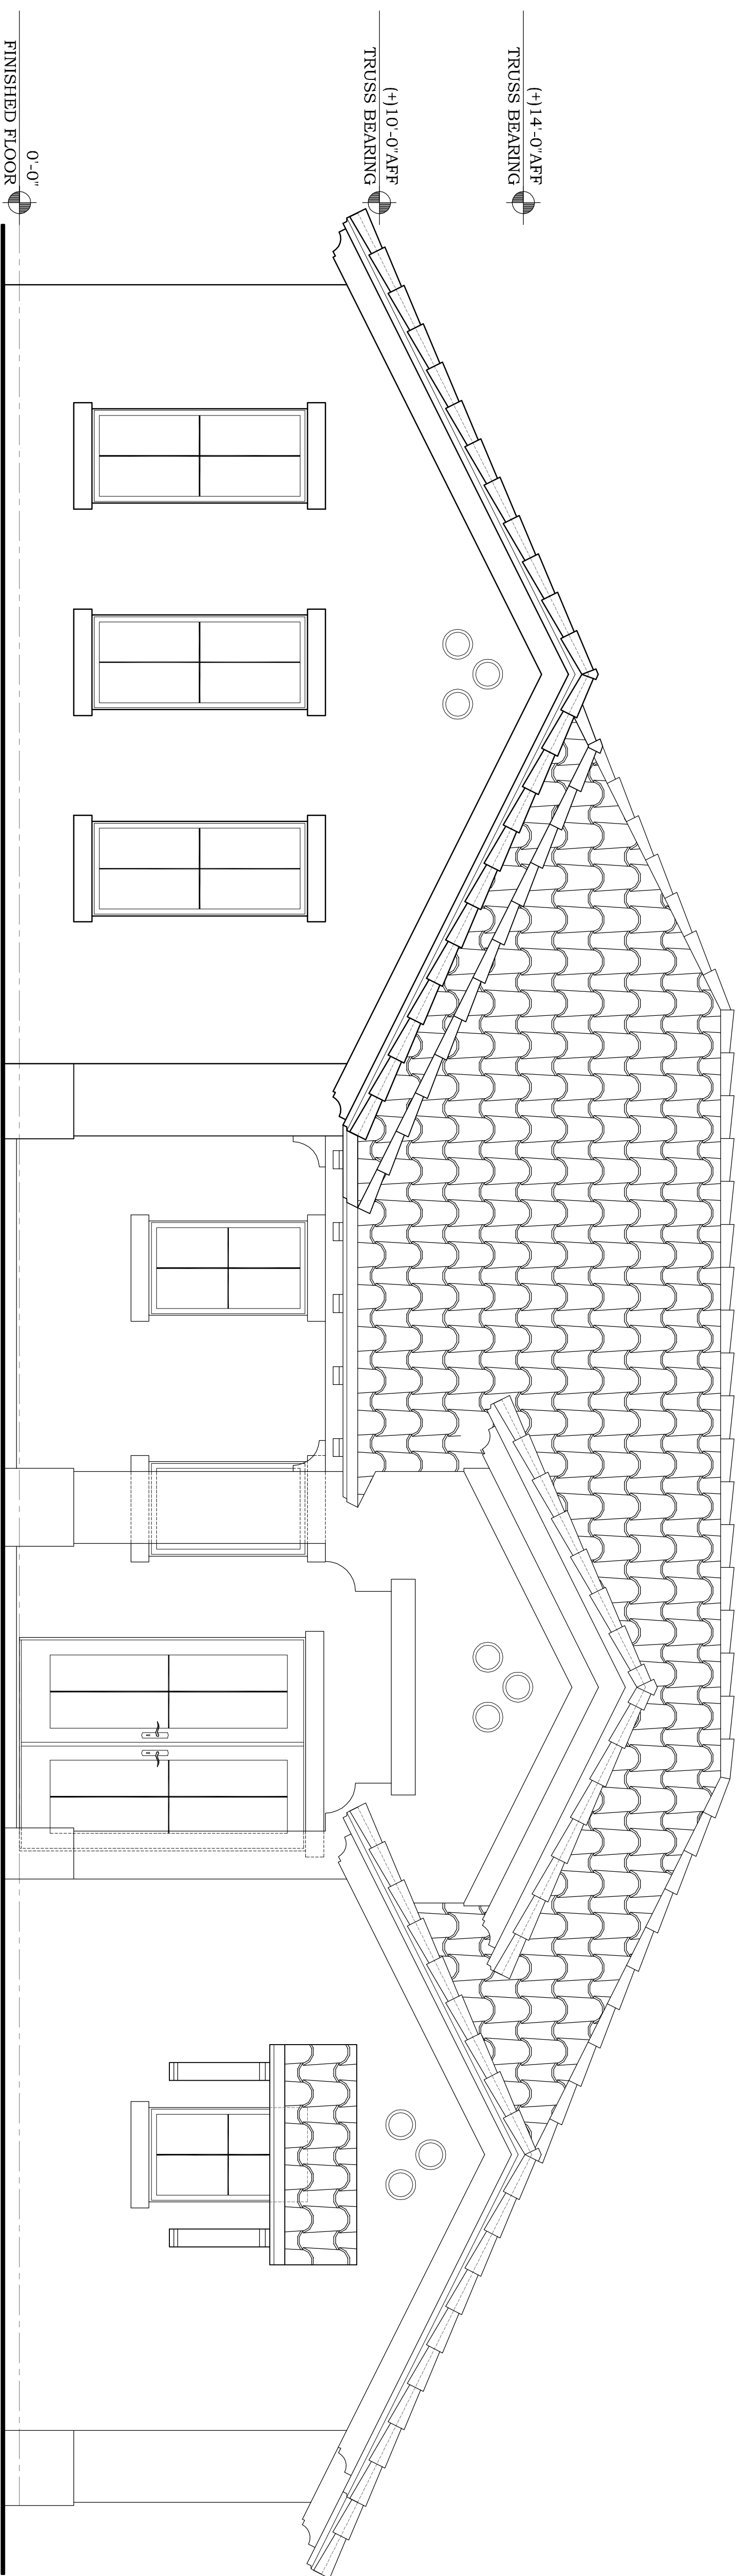 (+)14'-0"AFF
TRUSS BEARING
(+)10'-0"AFF
TRUSS BEARING
0'-0"
FINISHED FLOOR